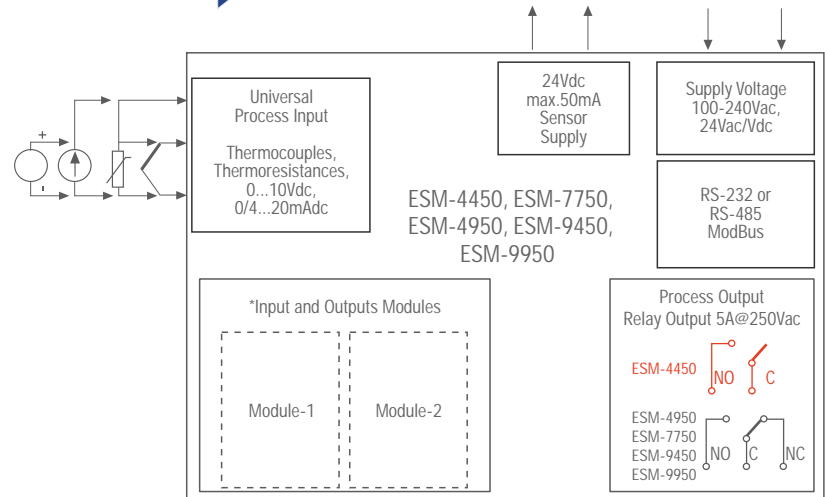 +
-
Universal
Process Input
Thermocouples,
Thermoresistances,
0...10Vdc,
0/4...20mAdc
24Vdc
max.50mA
Sensor
Supply
Supply Voltage
100-240Vac,
24Vac/Vdc
ESM-4450, ESM-7750,
ESM-4950, ESM-9450,
ESM-9950
RS-232 or
RS-485
ModBus
*Input and Outputs Modules
Module-1
Module-2
Process Output
Relay Output 5A@250Vac
ESM-4450
NO
C
ESM-4950
ESM-7750
ESM-9450
ESM-9950
NO
C
NC